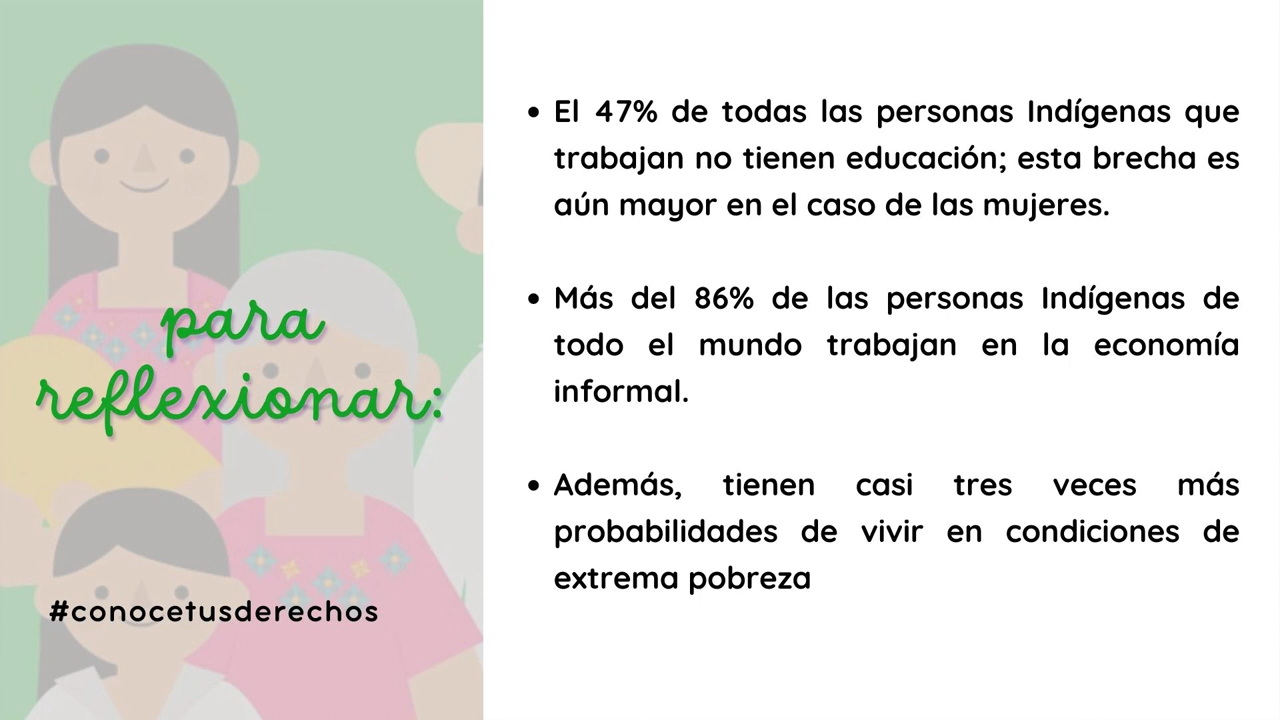 para
reflexionar:
#conocetusderechos
• El 47% de todas las personas Indígenas que
trabajan no tienen educación; esta brecha es
aún mayor en el caso de las mujeres.
• Más del 86% de las personas Indígenas de
todo el mundo trabajan en la economía
informal.
• Además, tienen casi tres veces más
probabilidades de vivir en condiciones de
extrema pobreza